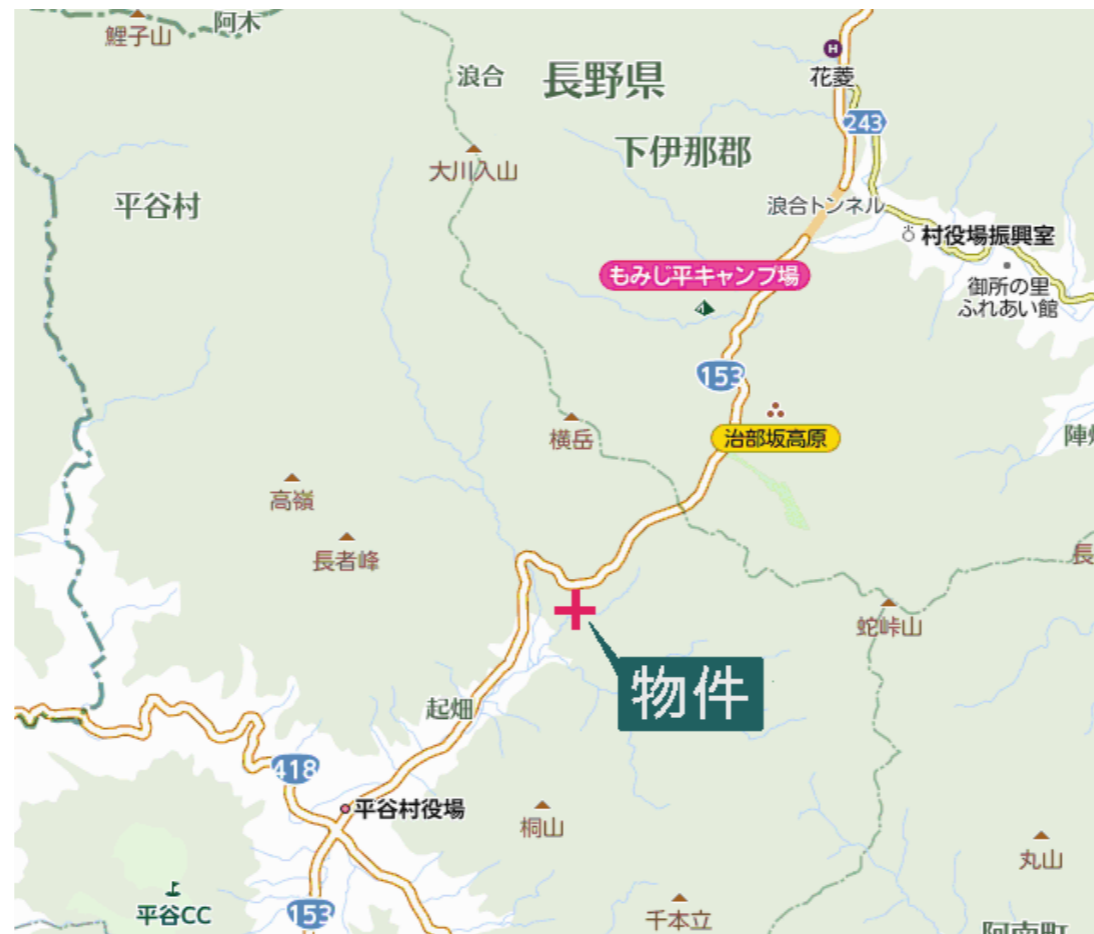 鯉子山
阿木
浪合
長野県
花菱
243
下伊那郡
大川入山
平谷村
浪合トンネル
村役場振興室
もみじ平キャンプ場
御所の里
ふれあい館
153
横岳
治部坂高原
高嶺
長者峰
蛇峠山
物件
起畑
418
平谷村役場
桐山
丸山
平谷CC
153
千本立
阿南町